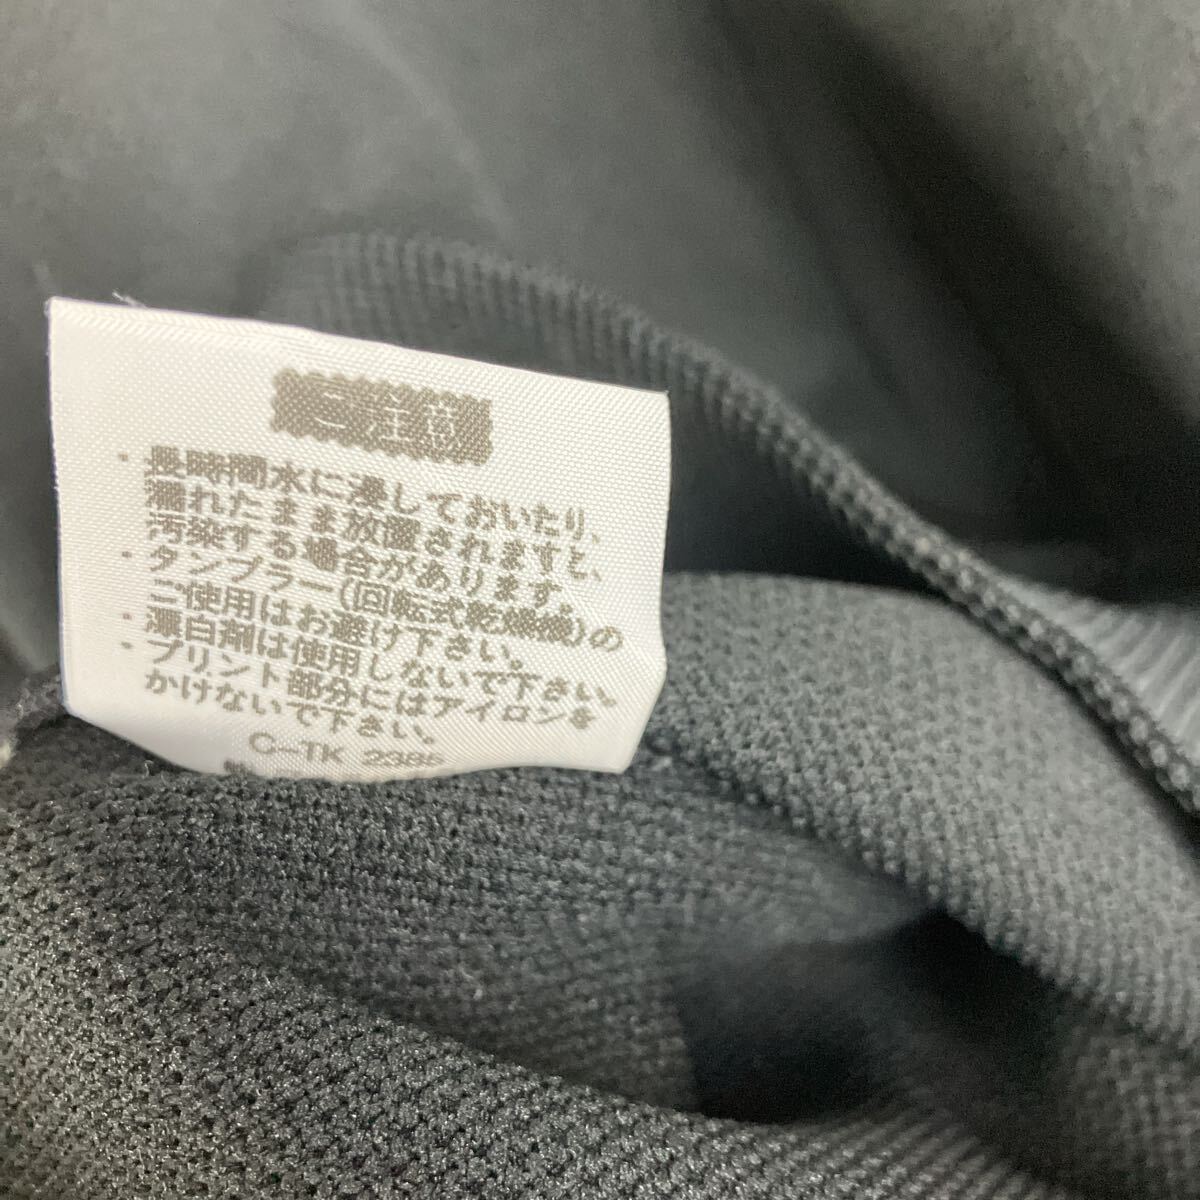 ご注意
・長時間水に浸しておいたり、
濡れたまま放置されますと、
汚染する場合があります。
・タンブラー(回転式乾燥機)の
ご使用はお避け下さい。
・漂白剤は使用しないで下さい。
・プリント部分にはアイロンを
かけないで下さい。
C-TK 2385